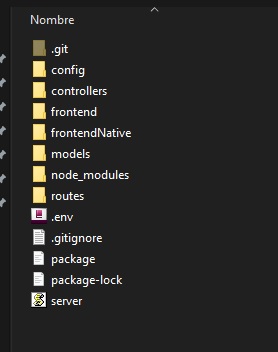 Nombre
.git
config
controllers
frontend
frontendNative
models
node_modules
routes
.env
.gitignore
package
package-lock
server